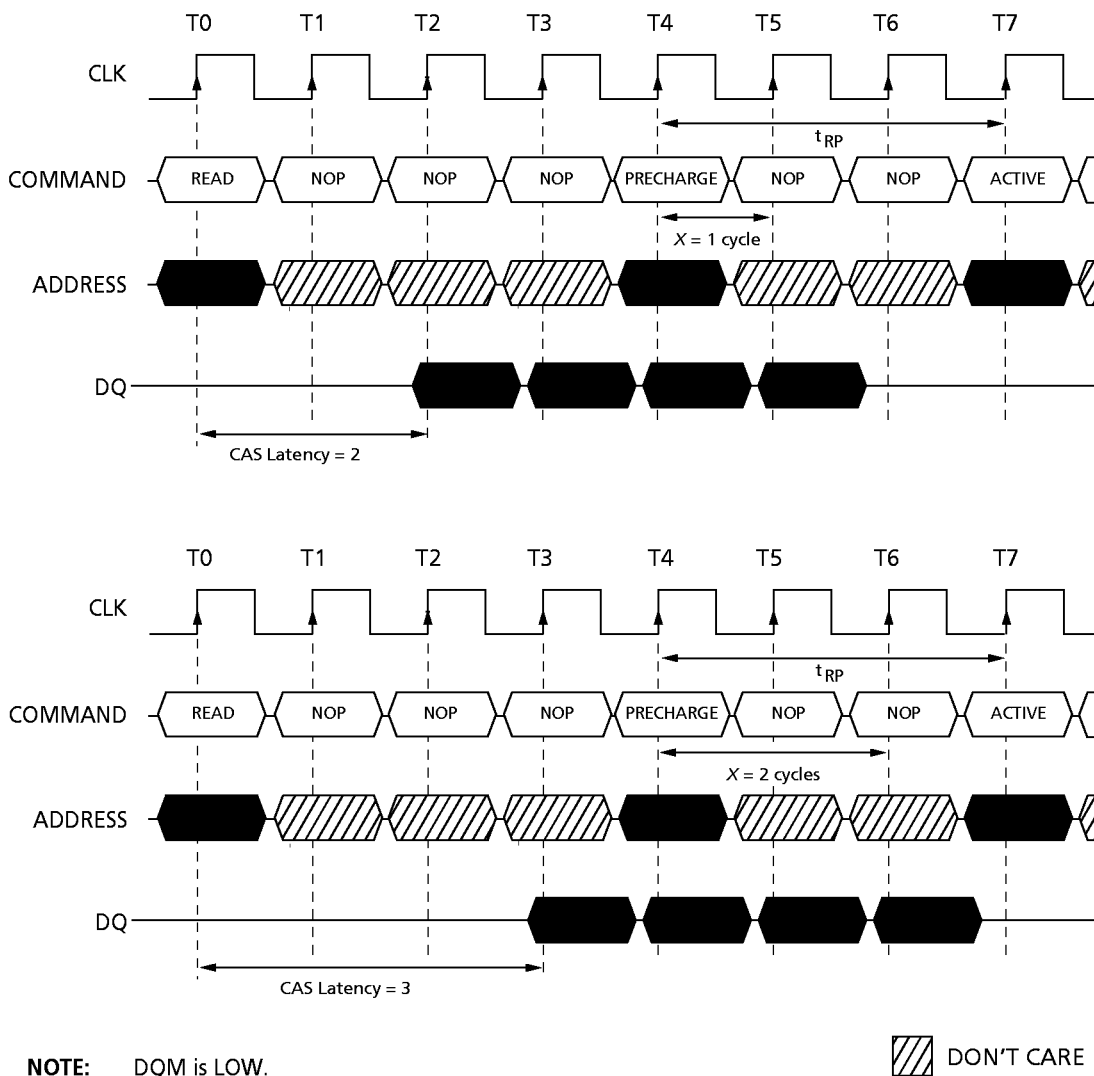 T0 T1 T2 T3 T4 T5 T6 T7
CLK
tRP
COMMAND READ NOP NOP NOP PRECHARGE NOP NOP ACTIVE
X = 1 cycle
ADDRESS
DQ
CAS Latency = 2
T0 T1 T2 T3 T4 T5 T6 T7
CLK
tRP
COMMAND READ NOP NOP NOP PRECHARGE NOP NOP ACTIVE
X = 2 cycles
ADDRESS
DQ
CAS Latency = 3
NOTE: DQM is LOW.
DON'T CARE